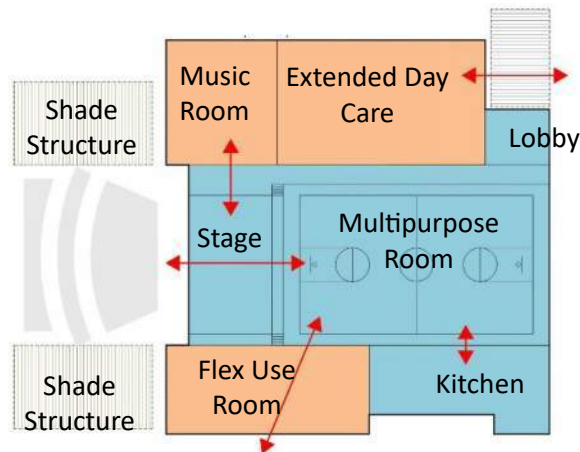 Music
Room
Extended Day
Care
Shade
Structure
Lobby
Multipurpose
Room
Stage
Shade
Structure
Flex Use
Room
Kitchen